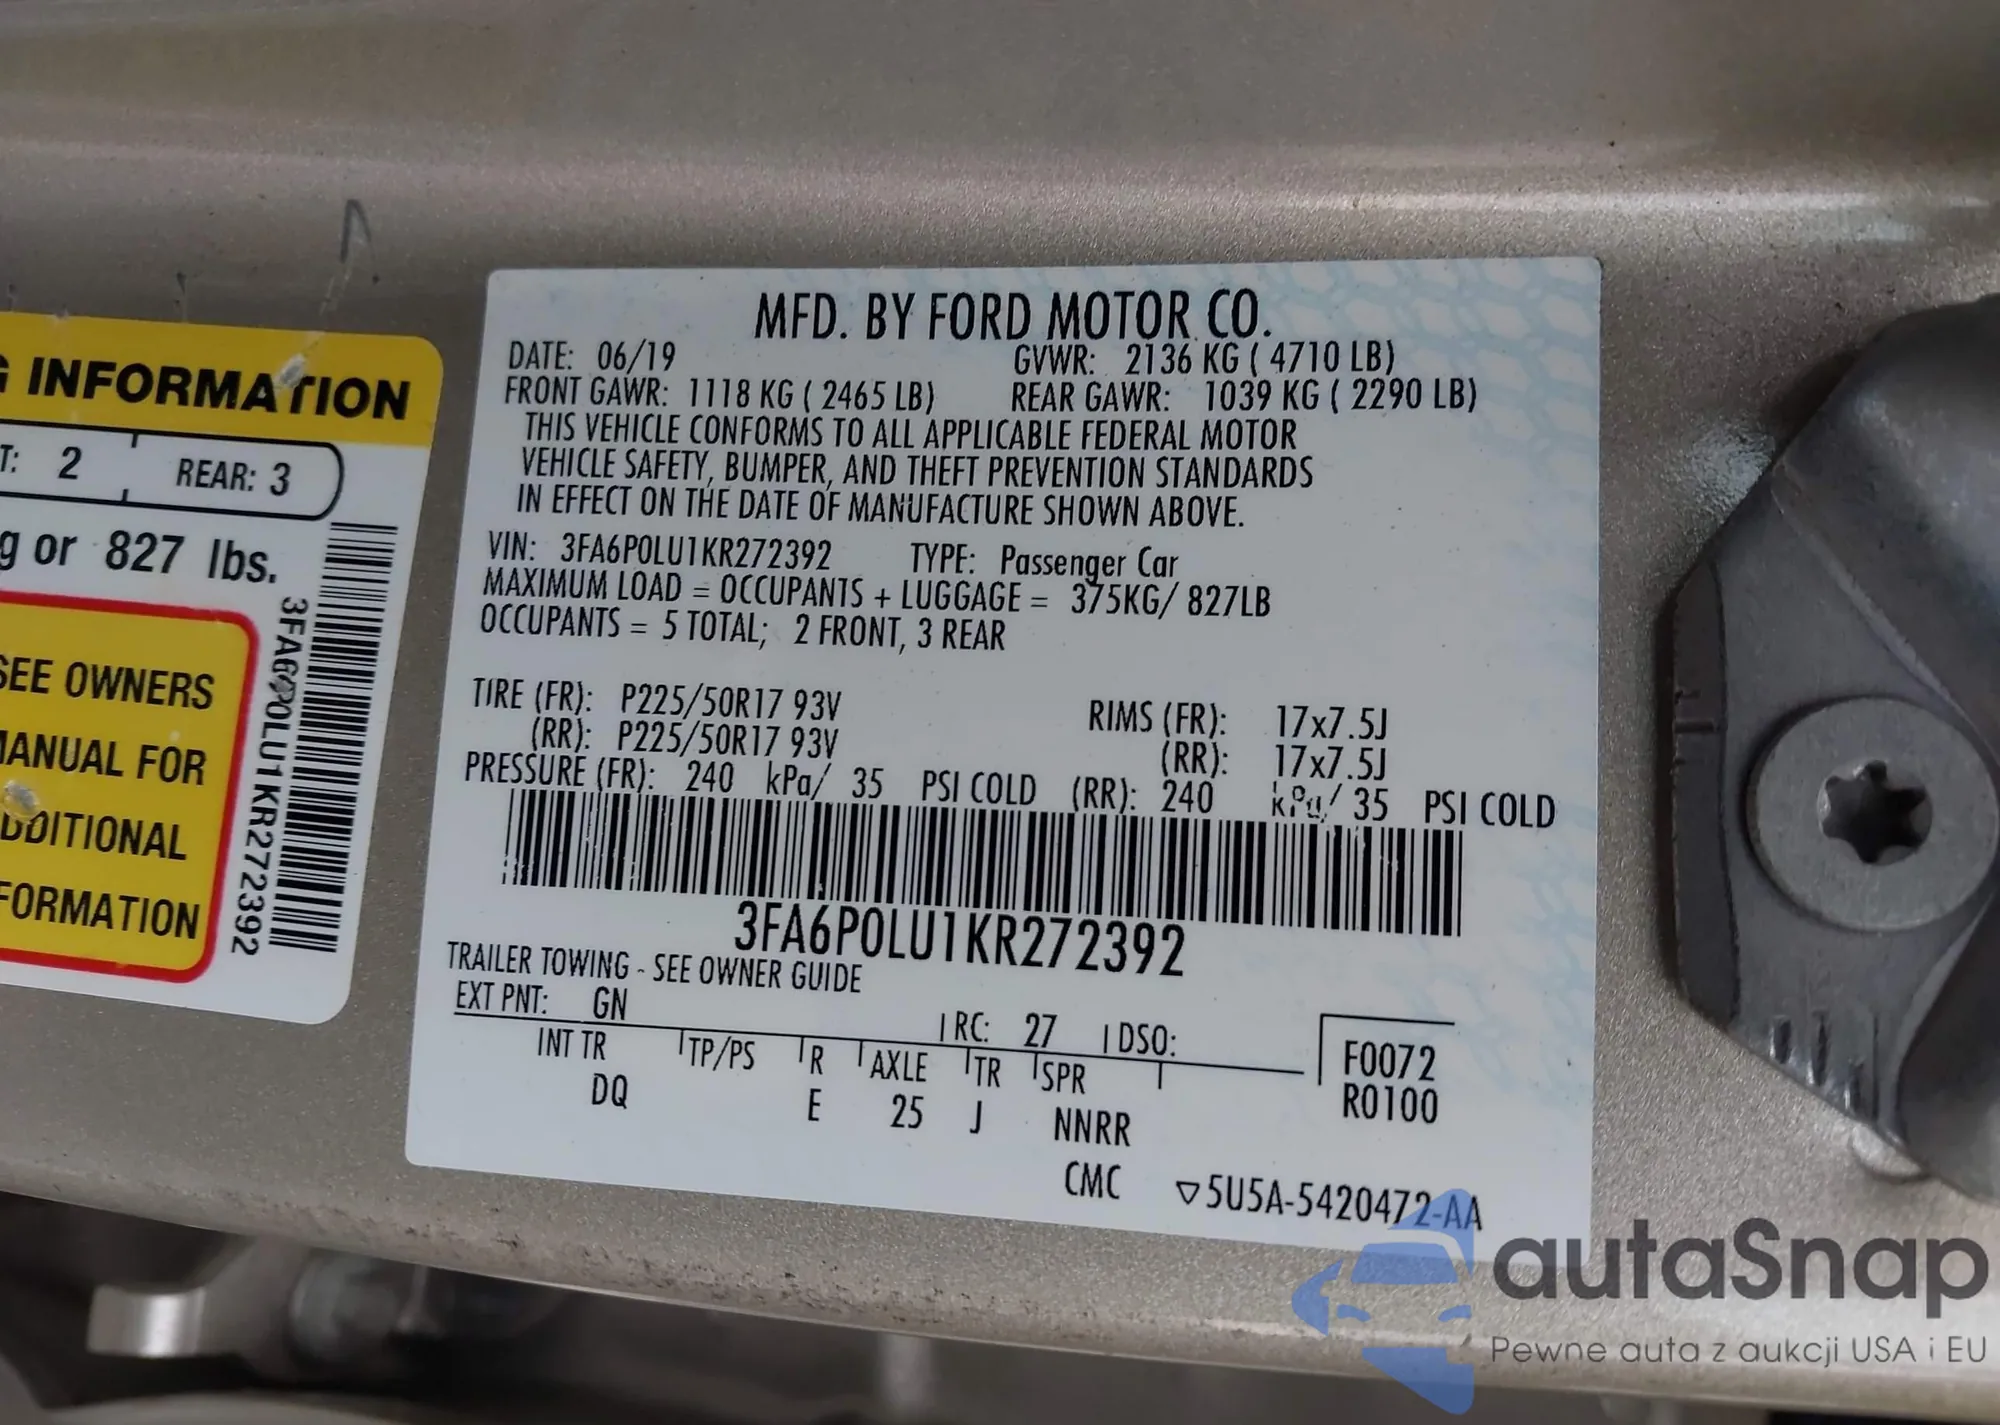 INFORMATION
T: 2 REAR: 3
g or 827 lbs.
SEE OWNERS
MANUAL FOR
ADDITIONAL
INFORMATION
3FA6P0LU1KR272392
MFD. BY FORD MOTOR CO.
DATE: 06/19 GVWR: 2136 KG ( 4710 LB)
FRONT GAWR: 1118 KG ( 2465 LB) REAR GAWR: 1039 KG ( 2290 LB)
THIS VEHICLE CONFORMS TO ALL APPLICABLE FEDERAL MOTOR
VEHICLE SAFETY, BUMPER, AND THEFT PREVENTION STANDARDS
IN EFFECT ON THE DATE OF MANUFACTURE SHOWN ABOVE.
VIN: 3FA6P0LU1KR272392 TYPE: Passenger Car
MAXIMUM LOAD = OCCUPANTS + LUGGAGE = 375KG/ 827LB
OCCUPANTS = 5 TOTAL; 2 FRONT, 3 REAR
TIRE (FR): P225/50R17 93V RIMS (FR): 17x7.5J
(RR): P225/50R17 93V (RR): 17x7.5J
PRESSURE (FR): 240 kPa/ 35 PSI COLD (RR): 240 kPa/ 35 PSI COLD
3FA6P0LU1KR272392
TRAILER TOWING - SEE OWNER GUIDE
EXT PNT: GN RC: 27 DSO:
INT TR TP/PS R AXLE TR SPR F0072
DQ E 25 J NNRR R0100
CMC ▽5U5A-5420472-AA
autaSnap
Pewne auta z aukcji USA i EU